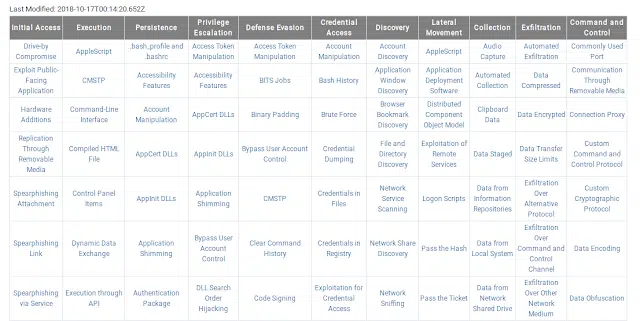 Last Modified: 2018-10-17T00:14:20.652Z
Initial Access | Execution | Persistence | Privilege Escalation | Defense Evasion | Credential Access | Discovery | Lateral Movement | Collection | Exfiltration | Command and Control
Drive-by Compromise | AppleScript | .bash_profile and .bashrc | Access Token Manipulation | Access Token Manipulation | Account Manipulation | Account Discovery | AppleScript | Audio Capture | Automated Exfiltration | Commonly Used Port
Exploit Public-Facing Application | CMSTP | Accessibility Features | Accessibility Features | BITS Jobs | Bash History | Application Window Discovery | Application Deployment Software | Automated Collection | Data Compressed | Communication Through Removable Media
Hardware Additions | Command-Line Interface | Account Manipulation | AppCert DLLs | Binary Padding | Brute Force | Browser Bookmark Discovery | Distributed Component Object Model | Clipboard Data | Data Encrypted | Connection Proxy
Replication Through Removable Media | Compiled HTML File | AppCert DLLs | AppInit DLLs | Bypass User Account Control | Credential Dumping | File and Directory Discovery | Exploitation of Remote Services | Data Staged | Data Transfer Size Limits | Custom Command and Control Protocol
Spearphishing Attachment | Control Panel Items | AppInit DLLs | Application Shimming | CMSTP | Credentials in Files | Network Service Scanning | Logon Scripts | Data from Information Repositories | Exfiltration Over Alternative Protocol | Custom Cryptographic Protocol
Spearphishing Link | Dynamic Data Exchange | Application Shimming | Bypass User Account Control | Clear Command History | Credentials in Registry | Network Share Discovery | Pass the Hash | Data from Local System | Exfiltration Over Command and Control Channel | Data Encoding
Spearphishing via Service | Execution through API | Authentication Package | DLL Search Order Hijacking | Code Signing | Exploitation for Credential Access | Network Sniffing | Pass the Ticket | Data from Network Shared Drive | Exfiltration Over Other Network Medium | Data Obfuscation